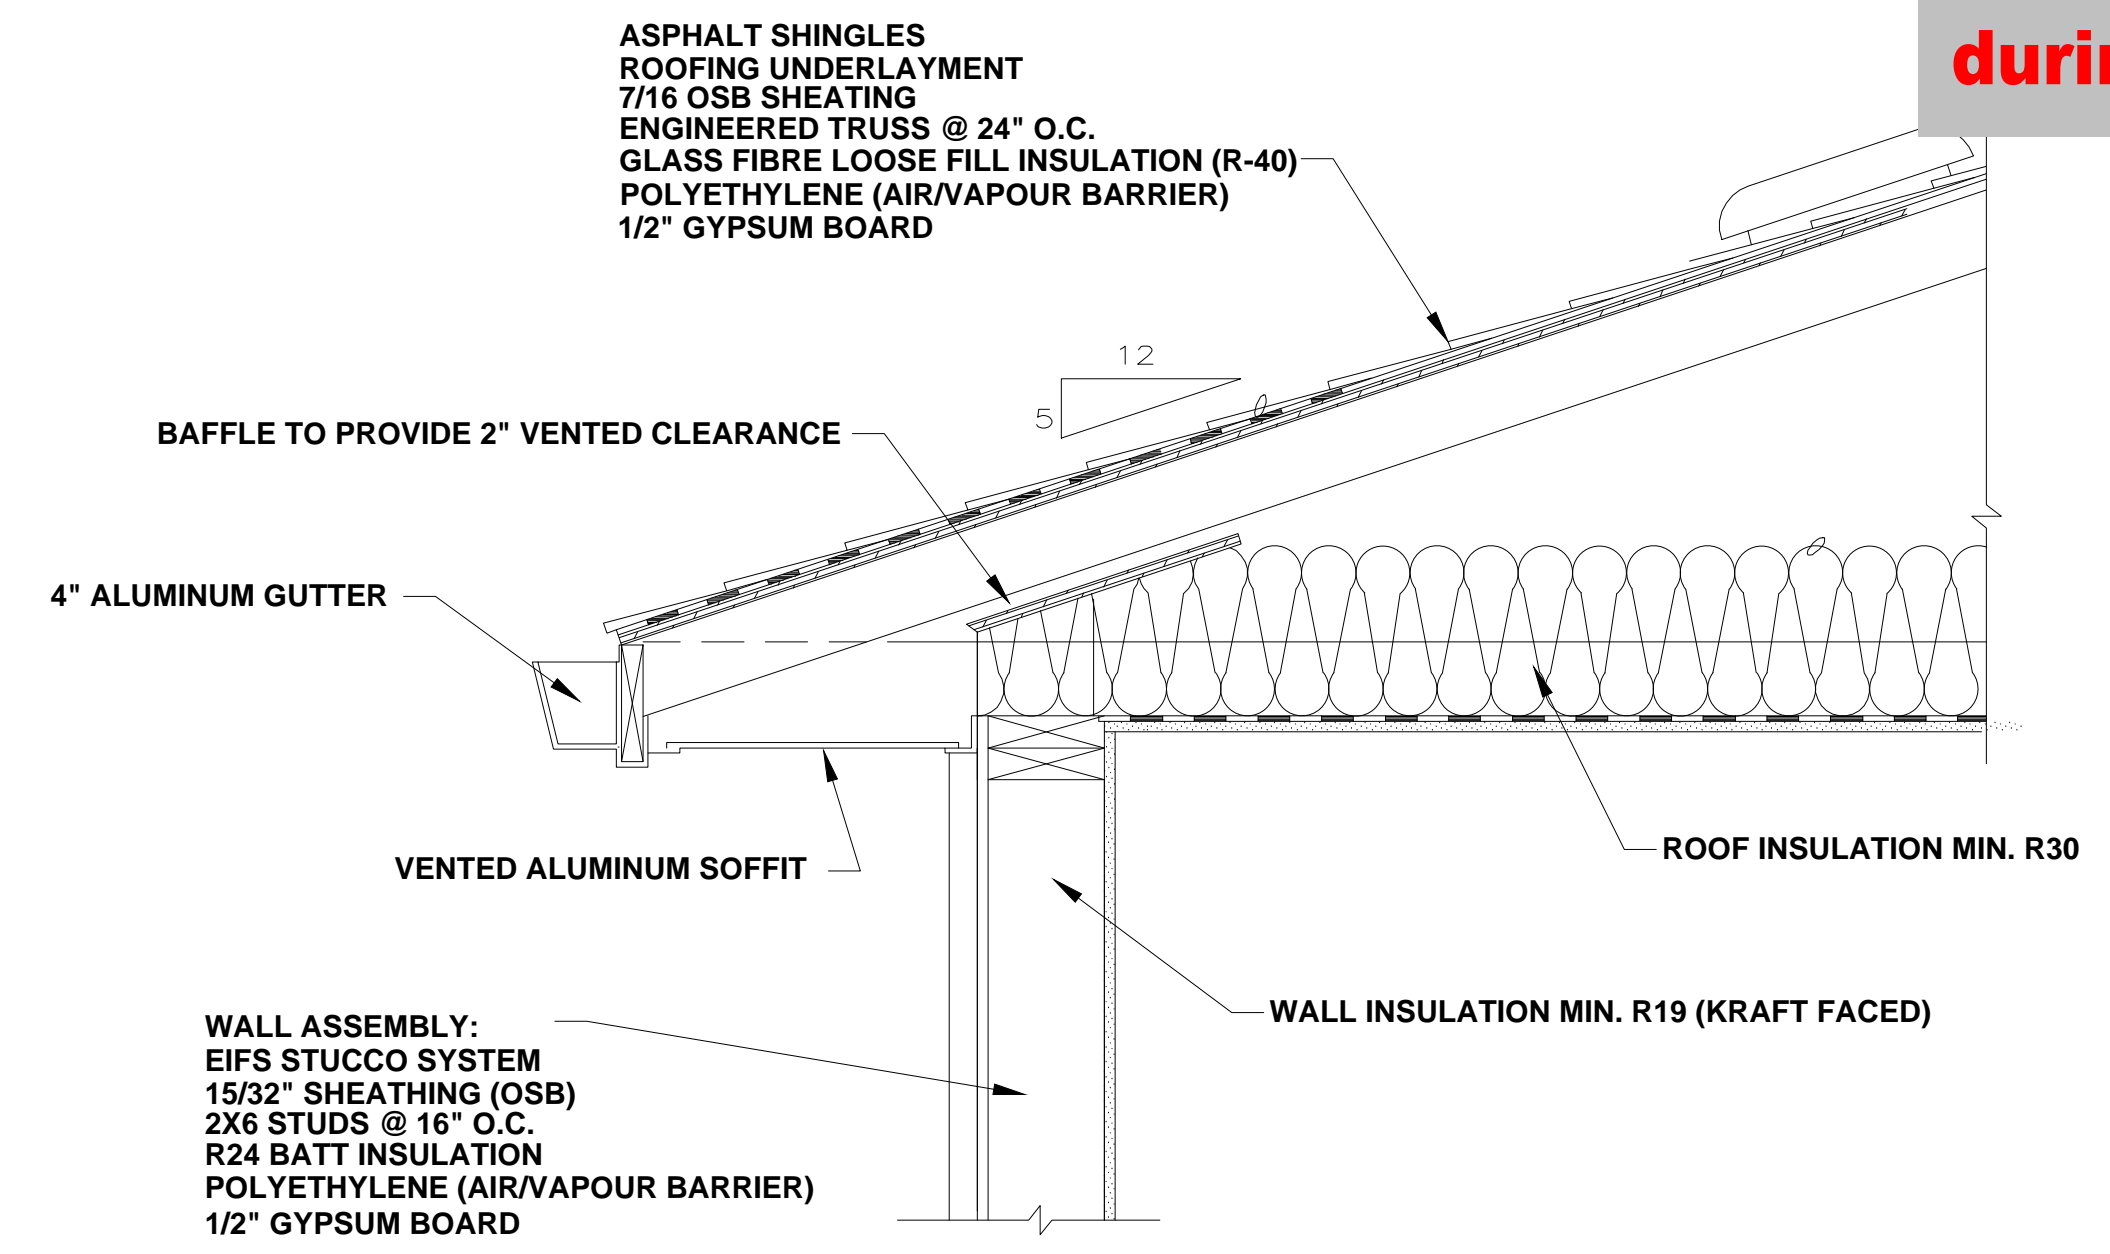 ASPHALT SHINGLES
ROOFING UNDERLAYMENT
7/16 OSB SHEATING
ENGINEERED TRUSS @ 24" O.C.
GLASS FIBRE LOOSE FILL INSULATION (R-40)
POLYETHYLENE (AIR/VAPOUR BARRIER)
1/2" GYPSUM BOARD
12
5
BAFFLE TO PROVIDE 2" VENTED CLEARANCE
4" ALUMINUM GUTTER
VENTED ALUMINUM SOFFIT
ROOF INSULATION MIN. R30
WALL INSULATION MIN. R19 (KRAFT FACED)
WALL ASSEMBLY:
EIFS STUCCO SYSTEM
15/32" SHEATHING (OSB)
2X6 STUDS @ 16" O.C.
R24 BATT INSULATION
POLYETHYLENE (AIR/VAPOUR BARRIER)
1/2" GYPSUM BOARD